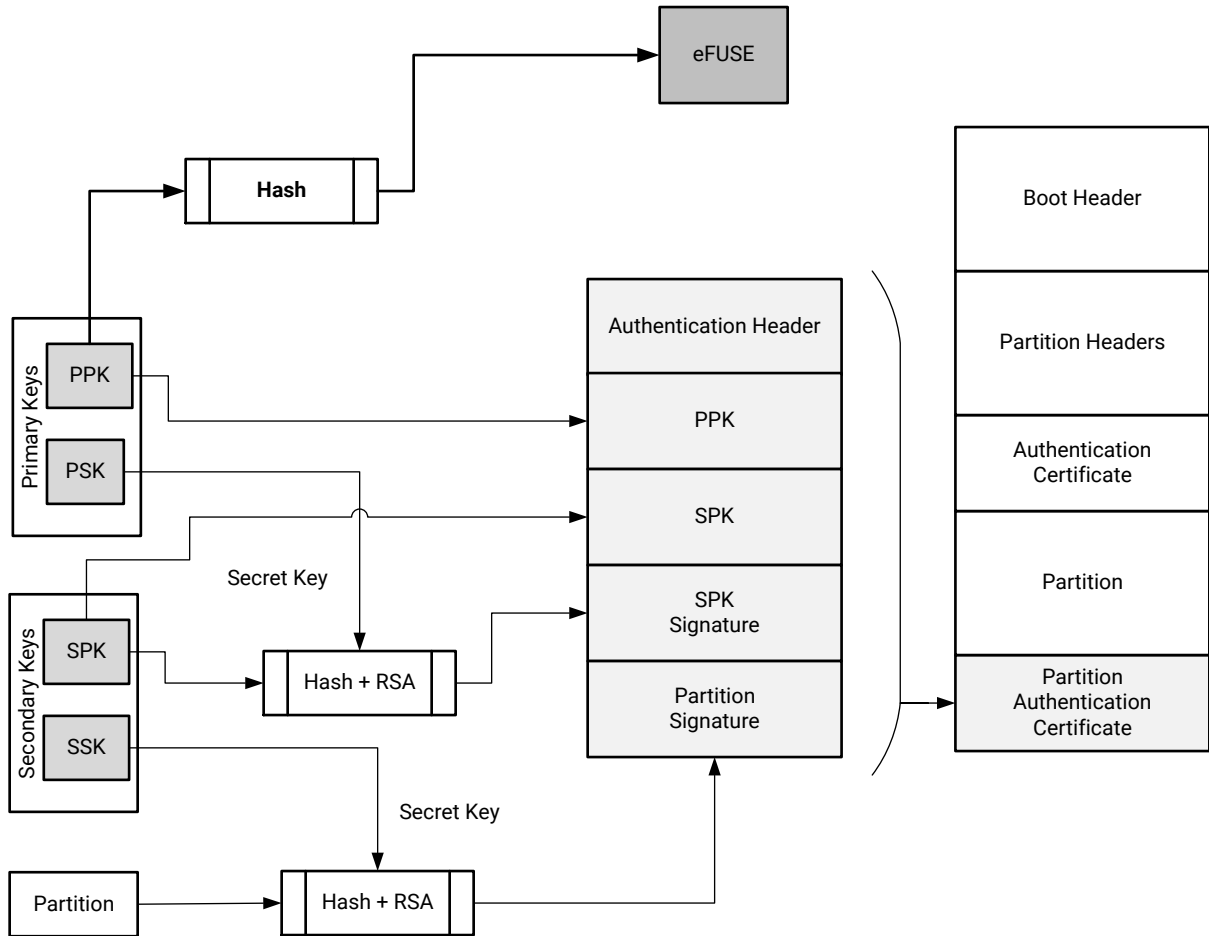 eFUSE
Hash
Boot Header
Authentication Header
Partition Headers
Primary Keys
PPK
PPK
PSK
Authentication
Certificate
SPK
Secret Key
Partition
Secondary Keys
SPK
SPK
Signature
Hash + RSA
SSK
Partition
Signature
Partition
Authentication
Certificate
Secret Key
Partition
Hash + RSA